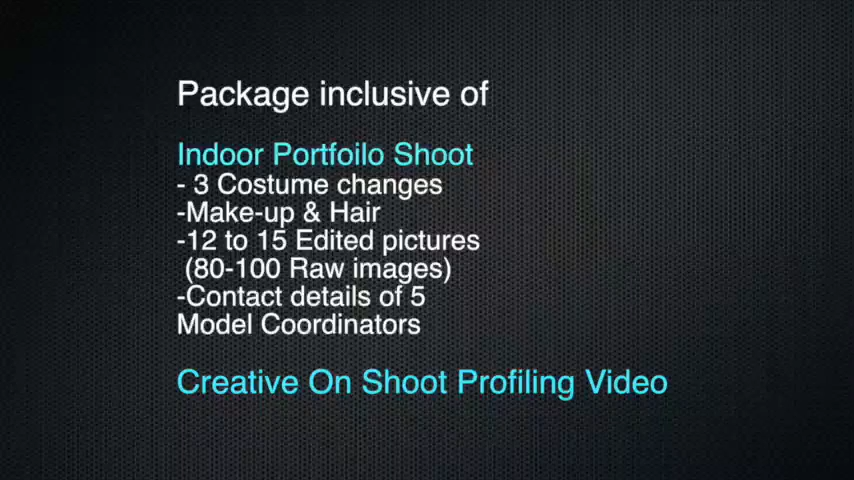 Package inclusive of
Indoor Portfoilo Shoot
- 3 Costume changes
-Make-up & Hair
-12 to 15 Edited pictures
(80-100 Raw images)
-Contact details of 5
Model Coordinators
Creative On Shoot Profiling Video